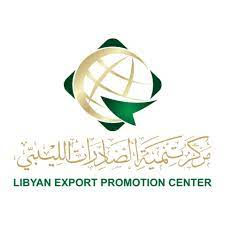 مركز تنمية الصادرات الليبي
LIBYAN EXPORT PROMOTION CENTER